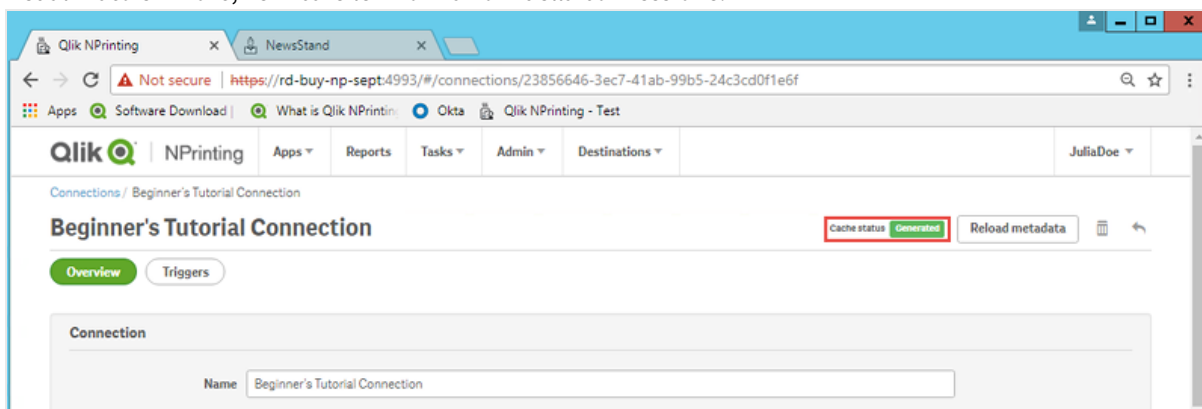 Qlik NPrinting
NewsStand
Not secure https://rd-buy-np-sept:4993/#/connections/23856646-3ec7-41ab-99b5-24c3cd0f1e6f
Apps Software Download | What is Qlik NPrinting Okta Qlik NPrinting - Test
Qlik NPrinting Apps Reports Tasks Admin Destinations JuliaDoe
Connections / Beginner's Tutorial Connection
Beginner's Tutorial Connection Cache status Generated Reload metadata
Overview Triggers
Connection
Name Beginner's Tutorial Connection